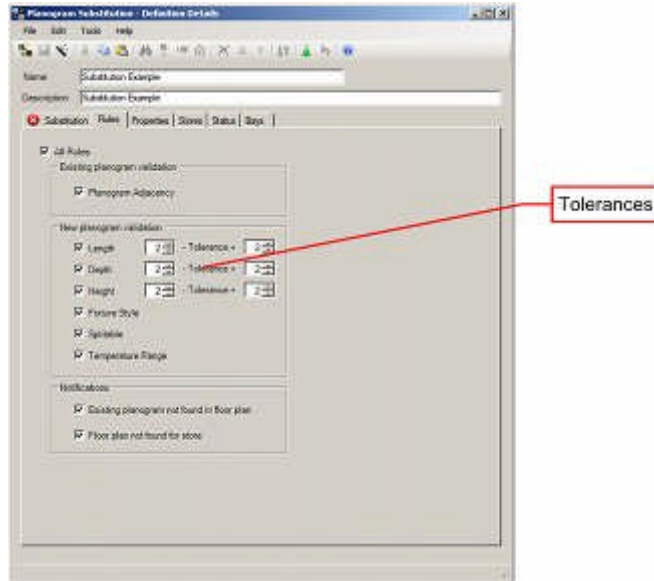 Planogram Substitution - Definition Details
File Edit Tools Help
Name Substitution Example
Description Substitution Example
Substitution Rules Properties Stores Status Stays
All Rules
Existing planogram validation
Planogram Adjacency
New planogram validation
Length 2 - Tolerance + 2
Depth 2 - Tolerance + 2
Height 2 - Tolerance + 2
Fixture Style
Sprinkler
Temperature Range
Notifications
Existing planogram not found in floor plan
Floor plan not found for store
Tolerances